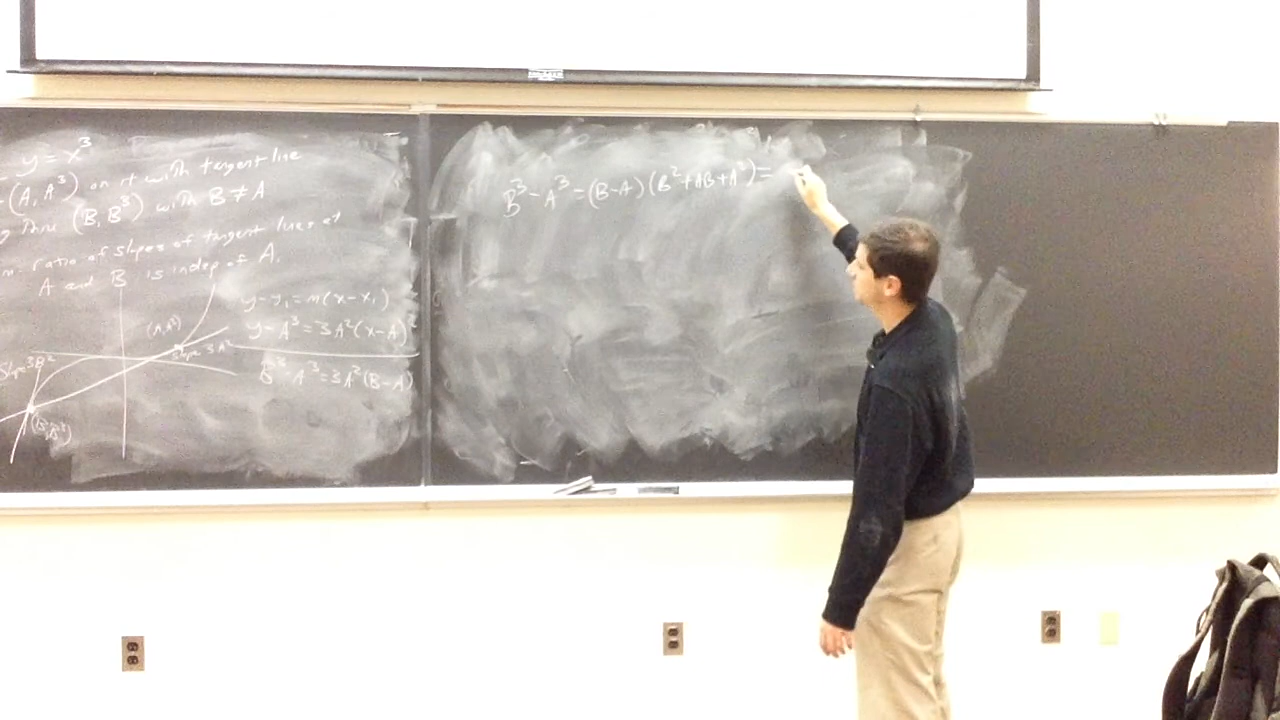 y = x³
(A, A³) on it with tangent line
thru (B, B³) with B ≠ A
ratio of slopes of tangent lines at
A and B is indep of A.
y-y₁=m(x-x₁)
y-A³=3A²(x-A)
B³-A³=3A²(B-A)
(A,A³)
slope 3A²
Slope 3B²
(B,B³)
B³-A³=(B-A)(B²+AB+A²)=